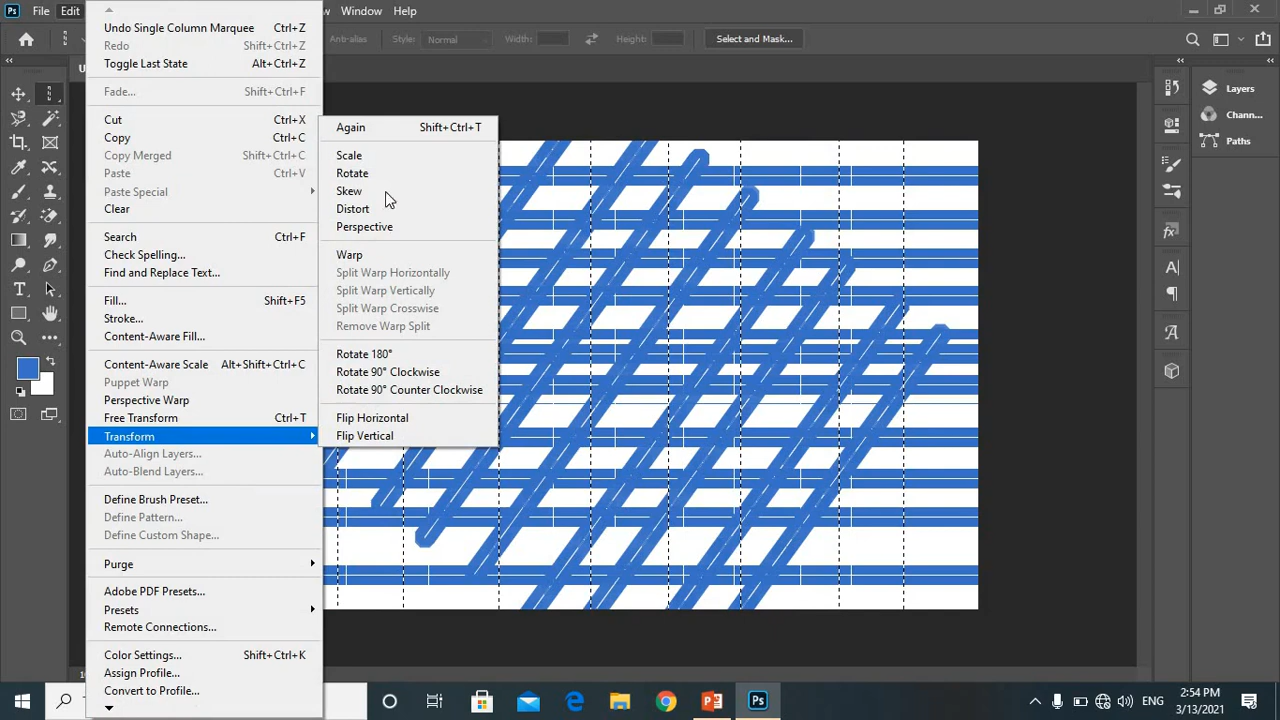 Ps File Edit Window Help
Anti-alias Style: Normal Width: Height: Select and Mask...
Undo Single Column Marquee Ctrl+Z
Redo Shift+Ctrl+Z
Toggle Last State Alt+Ctrl+Z
Fade... Shift+Ctrl+F
Cut Ctrl+X
Copy Ctrl+C
Copy Merged Shift+Ctrl+C
Paste Ctrl+V
Paste Special
Clear
Search Ctrl+F
Check Spelling...
Find and Replace Text...
Fill... Shift+F5
Stroke...
Content-Aware Fill...
Content-Aware Scale Alt+Shift+Ctrl+C
Puppet Warp
Perspective Warp
Free Transform Ctrl+T
Transform
Auto-Align Layers...
Auto-Blend Layers...
Define Brush Preset...
Define Pattern...
Define Custom Shape...
Purge
Adobe PDF Presets...
Presets
Remote Connections...
Color Settings... Shift+Ctrl+K
Assign Profile...
Convert to Profile...
Again Shift+Ctrl+T
Scale
Rotate
Skew
Distort
Perspective
Warp
Split Warp Horizontally
Split Warp Vertically
Split Warp Crosswise
Remove Warp Split
Rotate 180°
Rotate 90° Clockwise
Rotate 90° Counter Clockwise
Flip Horizontal
Flip Vertical
Layers
Chann...
Paths
Ps
ENG
2:54 PM
3/13/2021